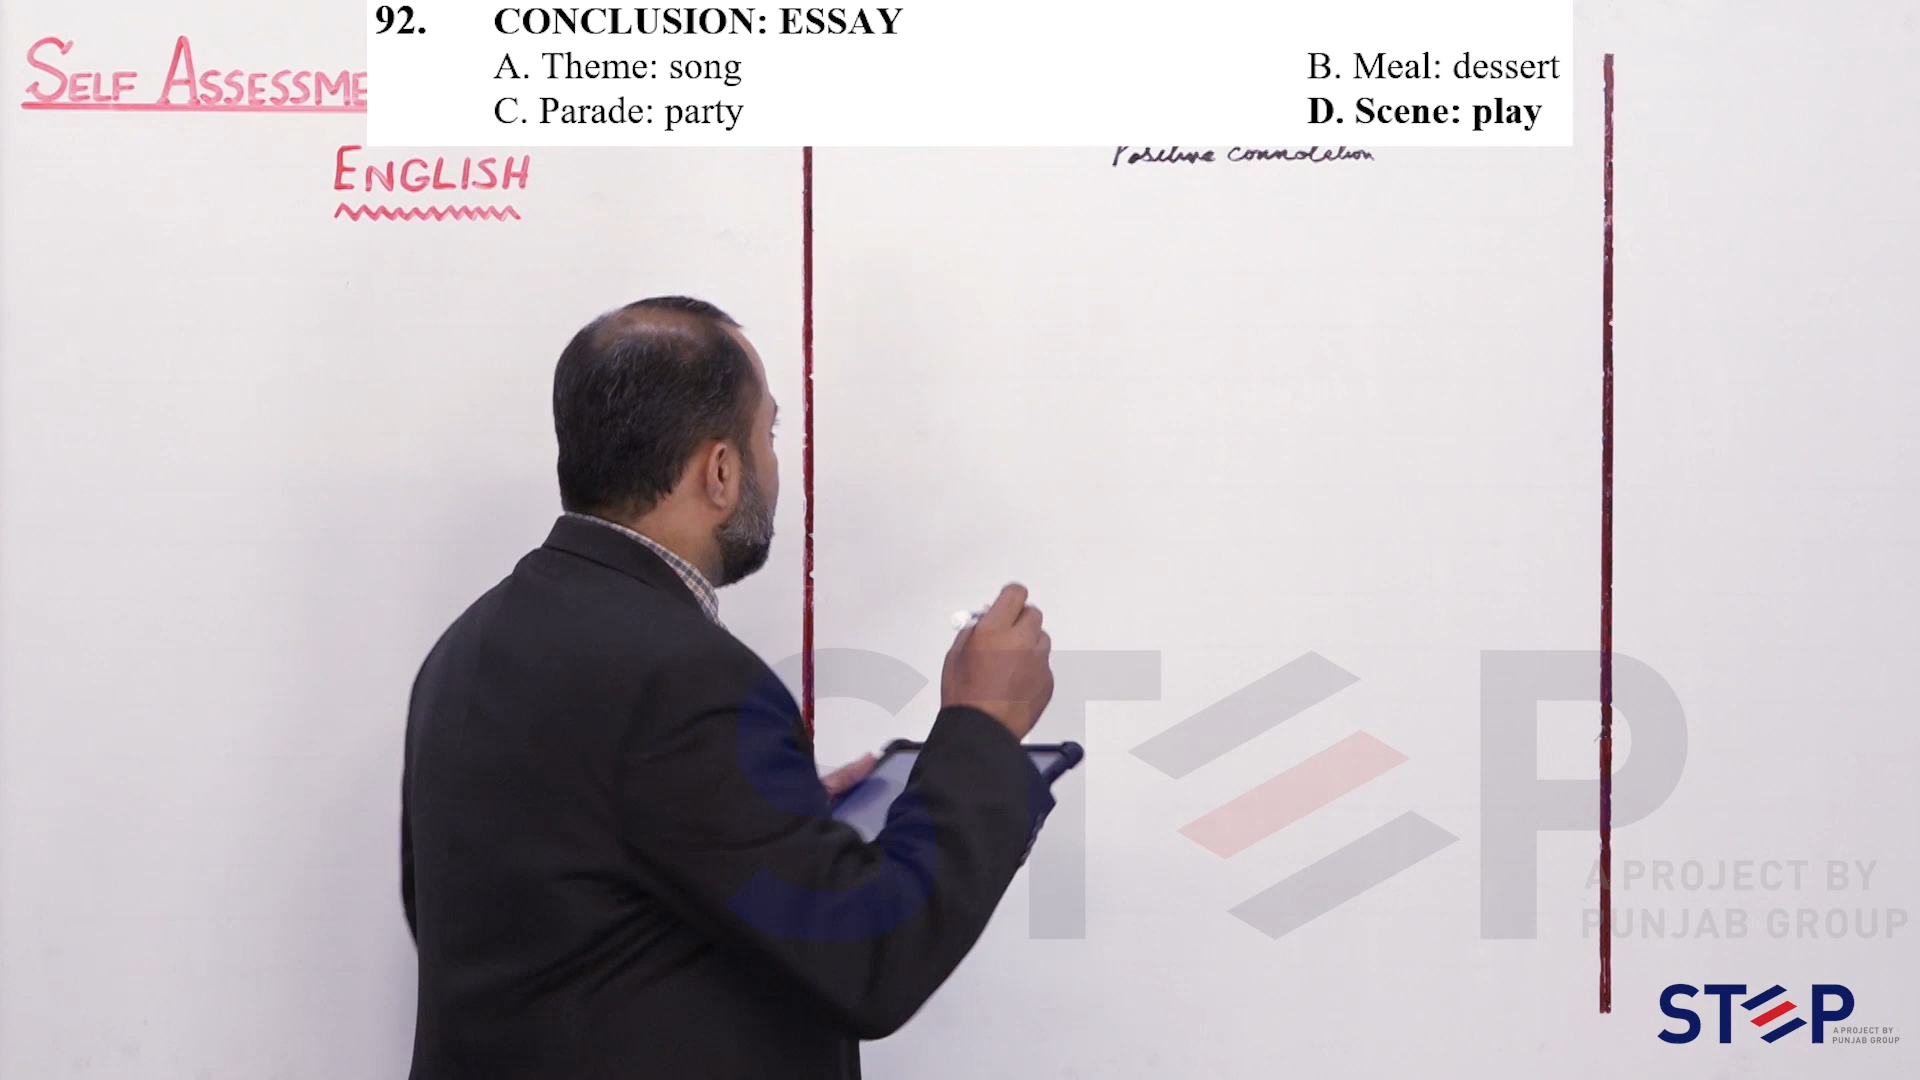 92. CONCLUSION: ESSAY
A. Theme: song B. Meal: dessert
C. Parade: party D. Scene: play
SELF ASSESSME
ENGLISH
Positive connotation
STEP
A PROJECT BY
PUNJAB GROUP
STEP
A PROJECT BY
PUNJAB GROUP